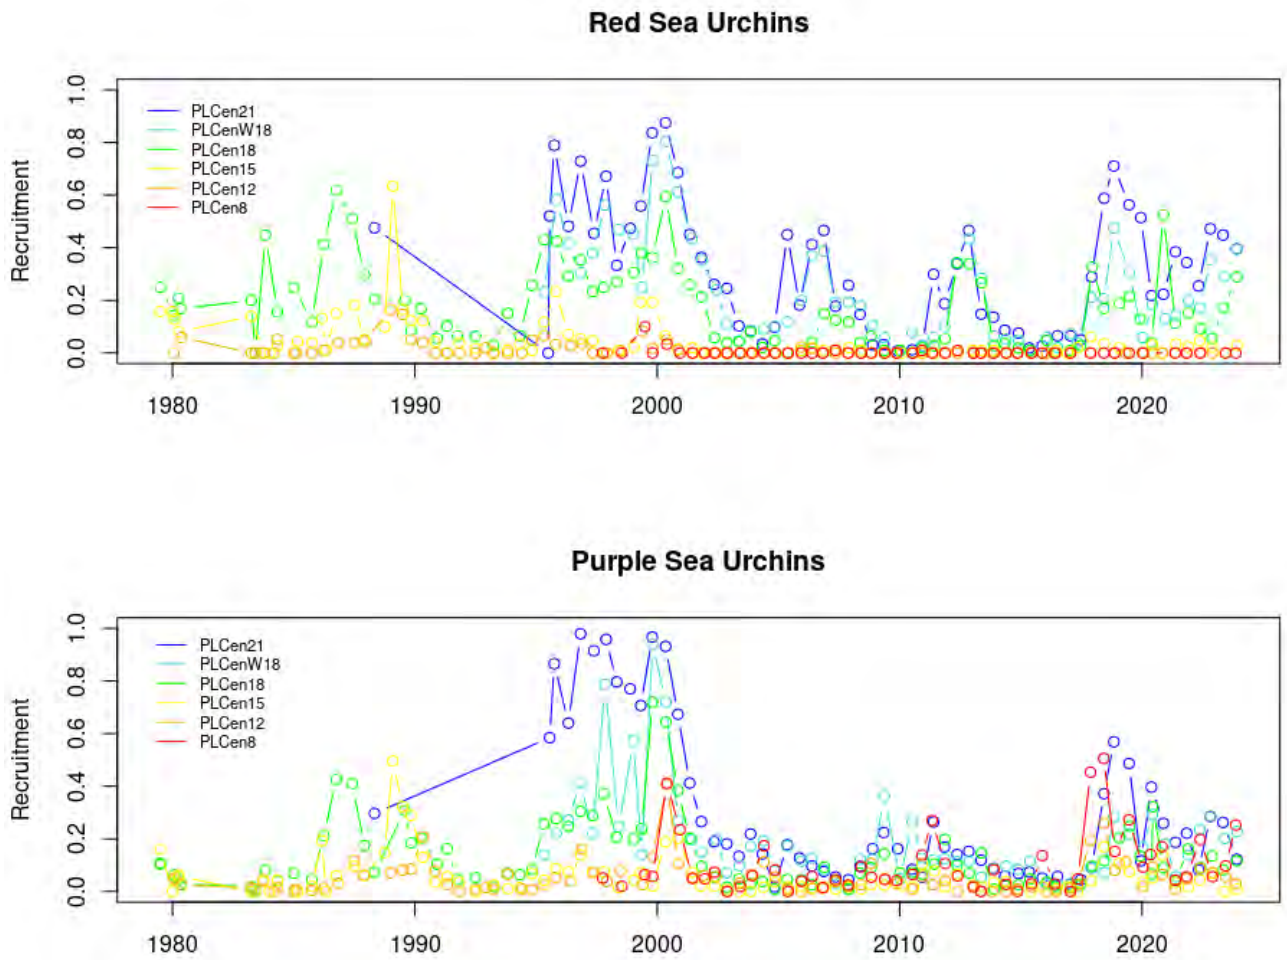 Red Sea Urchins
Recruitment
1.0
0.8
0.6
0.4
0.2
0.0
PLCen21
PLCenW18
PLCen18
PLCen15
PLCen12
PLCen8
1980 1990 2000 2010 2020
Purple Sea Urchins
Recruitment
1.0
0.8
0.6
0.4
0.2
0.0
PLCen21
PLCenW18
PLCen18
PLCen15
PLCen12
PLCen8
1980 1990 2000 2010 2020